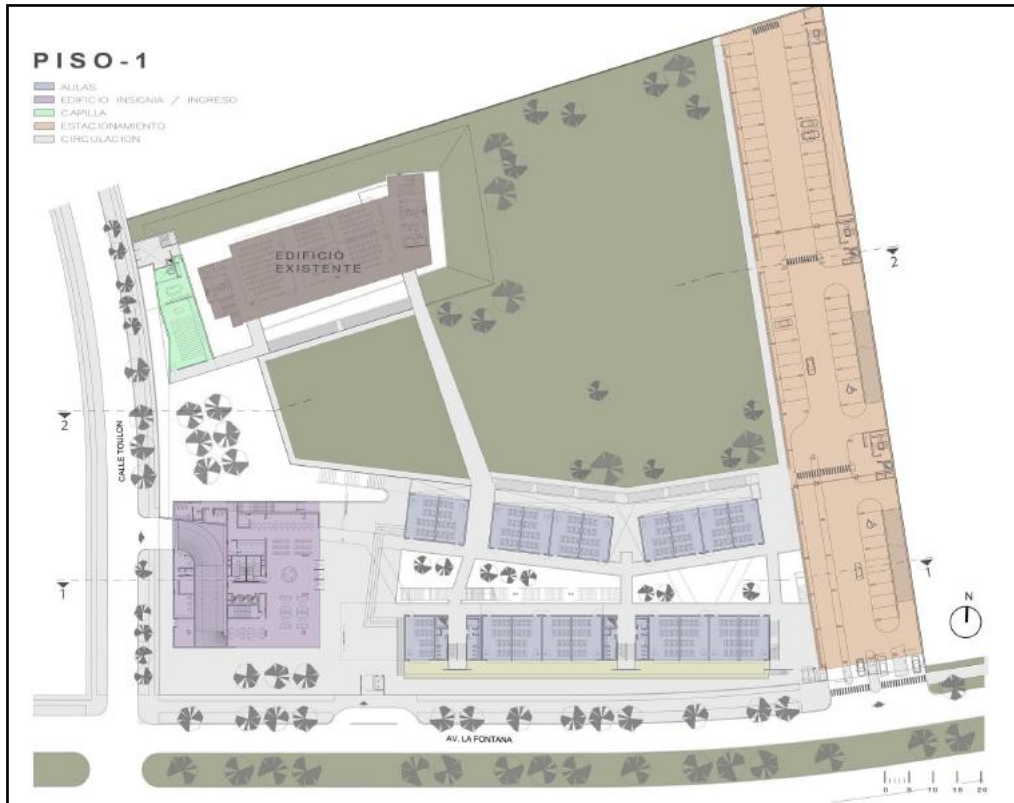 PISO-1
AULAS
EDIFICIO INSIGNIA / INGRESO
CAPILLA
ESTACIONAMIENTO
CIRCULACION
EDIFICIO
EXISTENTE
2
2
CALLE TOULON
1
1
N
AV. LA FONTANA
0 5 10 15 20